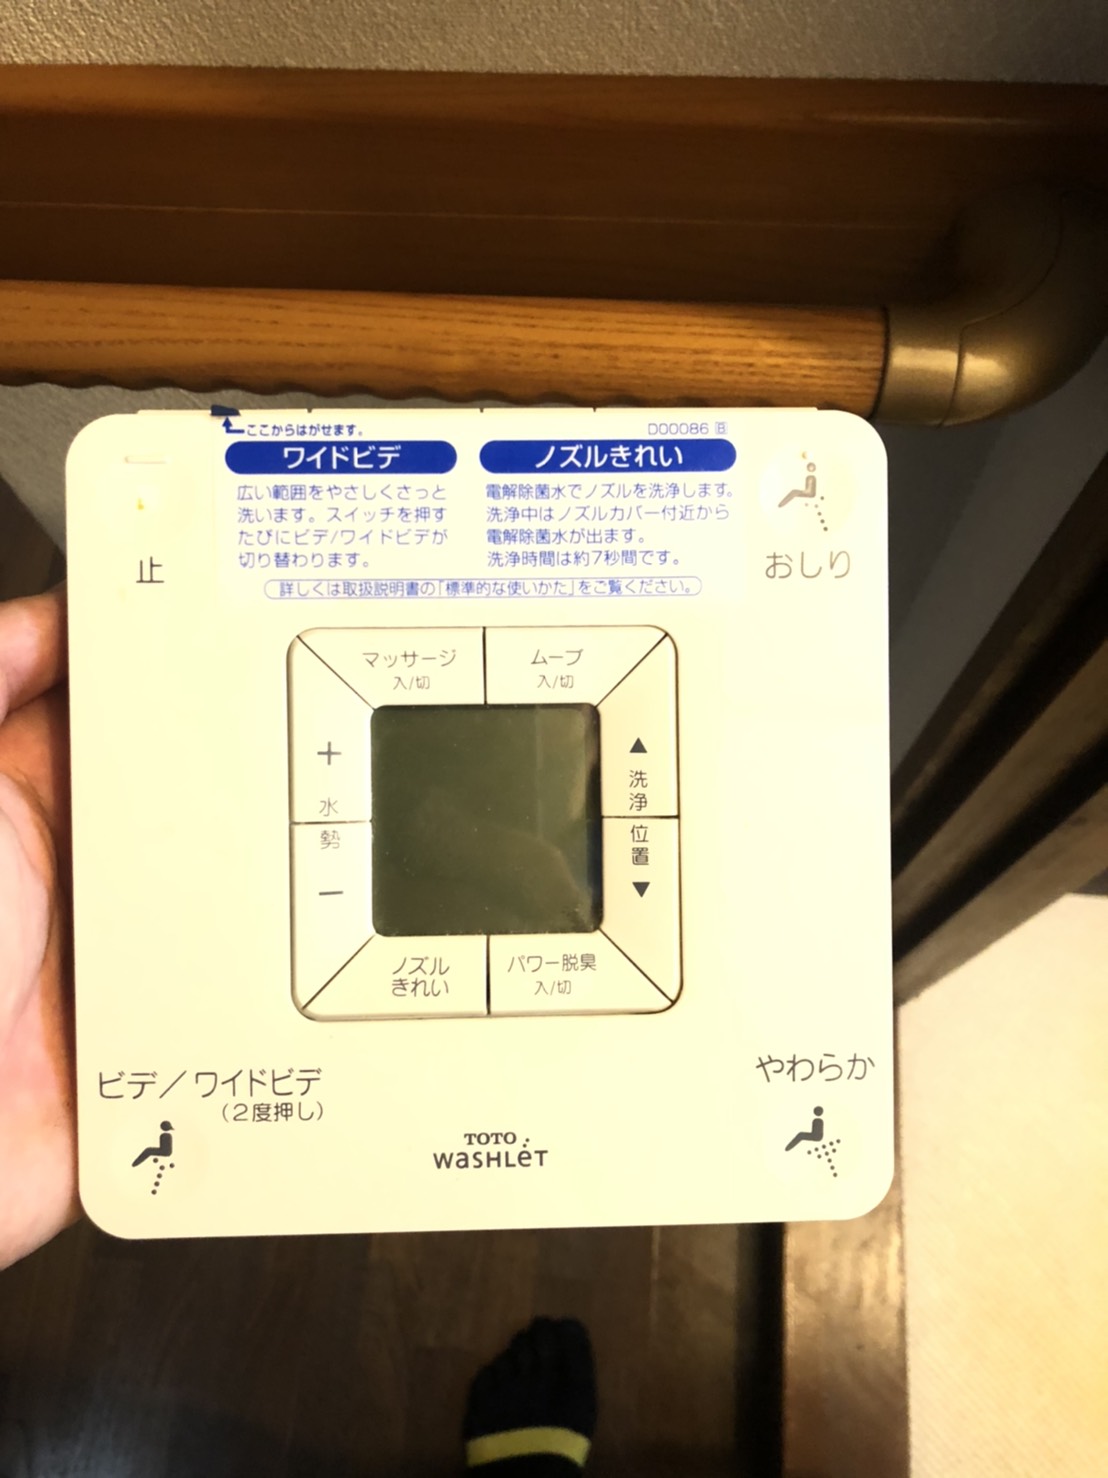 ここからはがせます。
D00086
ワイドビデ
広い範囲をやさしくさっと
洗います。スイッチを押す
たびにビデ/ワイドビデが
切り替わります。
ノズルきれい
電解除菌水でノズルを洗浄します。
洗浄中はノズルカバー付近から
電解除菌水が出ます。
洗浄時間は約7秒間です。
詳しくは取扱説明書の「標準的な使いかた」をご覧ください。
止
おしり
マッサージ
入/切
ムーブ
入/切
+
水
勢
−
▲
洗
浄
位
置
▼
ノズル
きれい
パワー脱臭
入/切
ビデ/ワイドビデ
(2度押し)
やわらか
TOTO
WASHLET